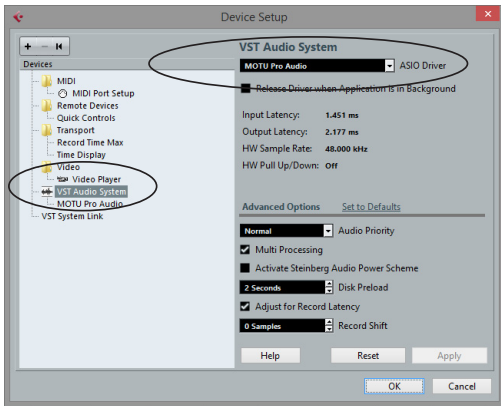 Device Setup
Devices
MIDI
MIDI Port Setup
Remote Devices
Quick Controls
Transport
Record Time Max
Time Display
Video
Video Player
VST Audio System
MOTU Pro Audio
VST System Link
VST Audio System
MOTU Pro Audio ASIO Driver
Release Driver when Application is in Background
Input Latency: 1.451 ms
Output Latency: 2.177 ms
HW Sample Rate: 48.000 kHz
HW Pull Up/Down: Off
Advanced Options Set to Defaults
Normal Audio Priority
Multi Processing
Activate Steinberg Audio Power Scheme
2 Seconds Disk Preload
Adjust for Record Latency
0 Samples Record Shift
Help Reset Apply
OK Cancel